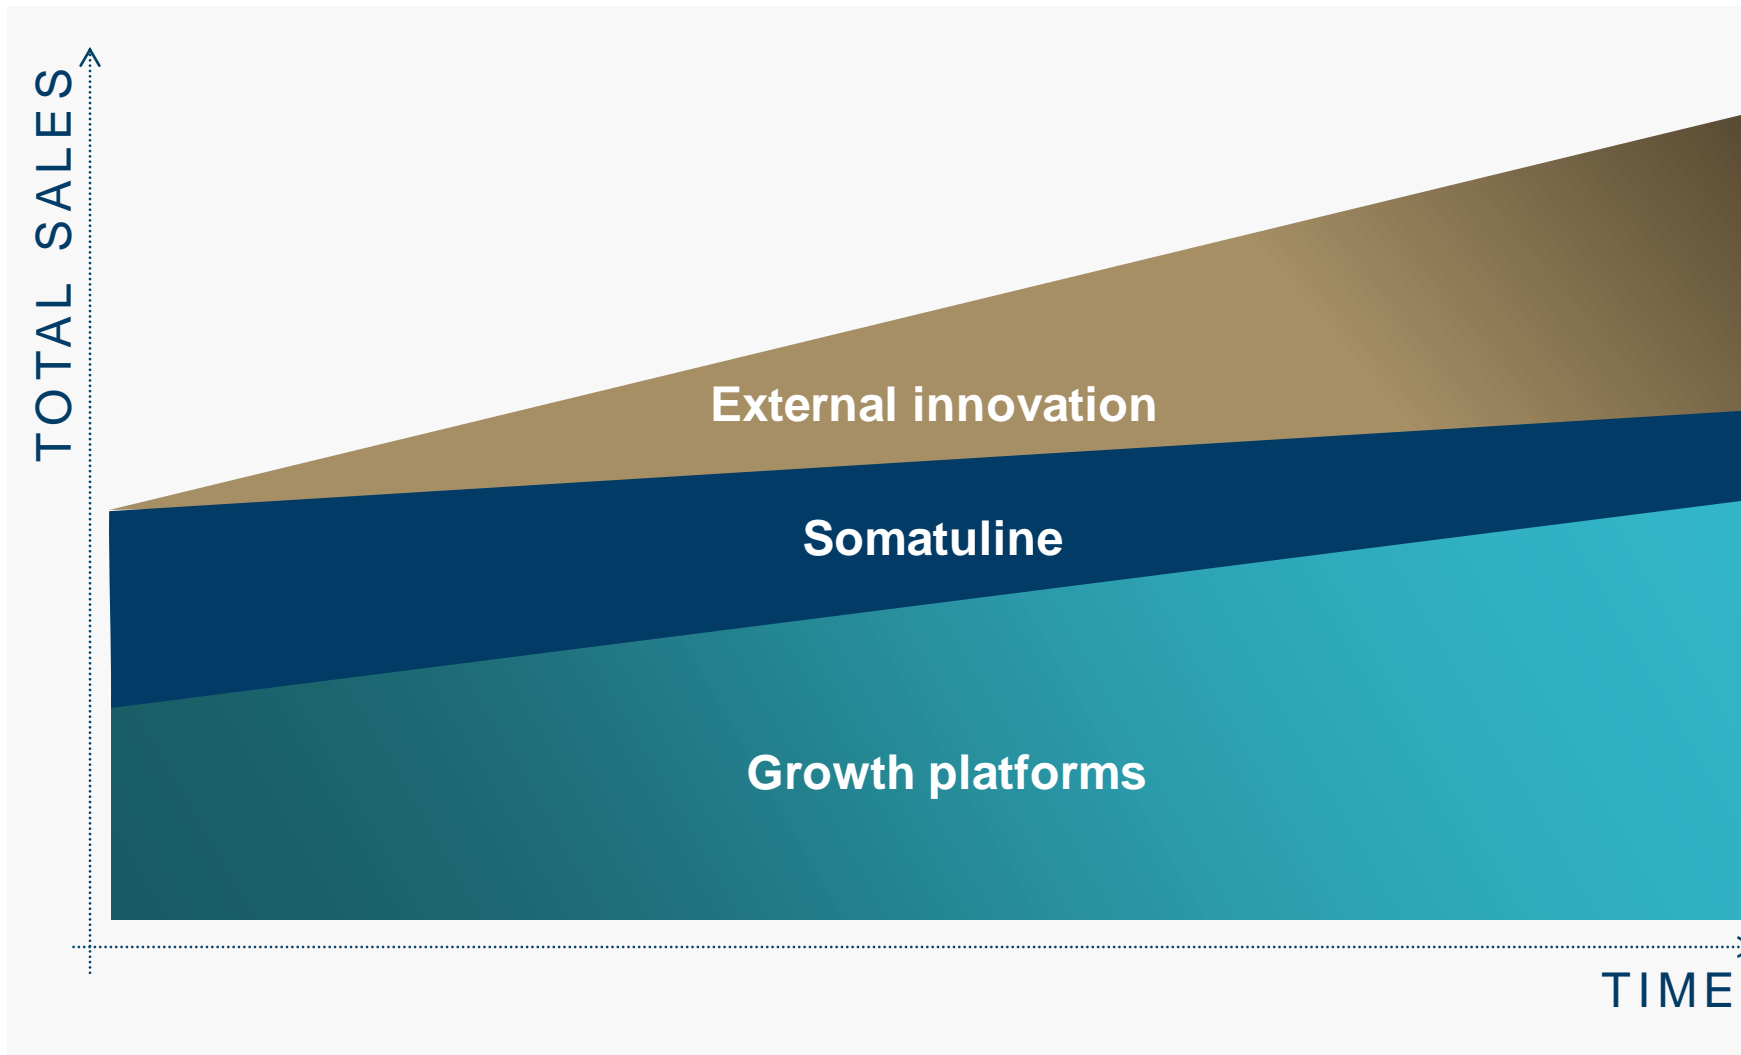 TOTAL SALES
External innovation
Somatuline
Growth platforms
TIME